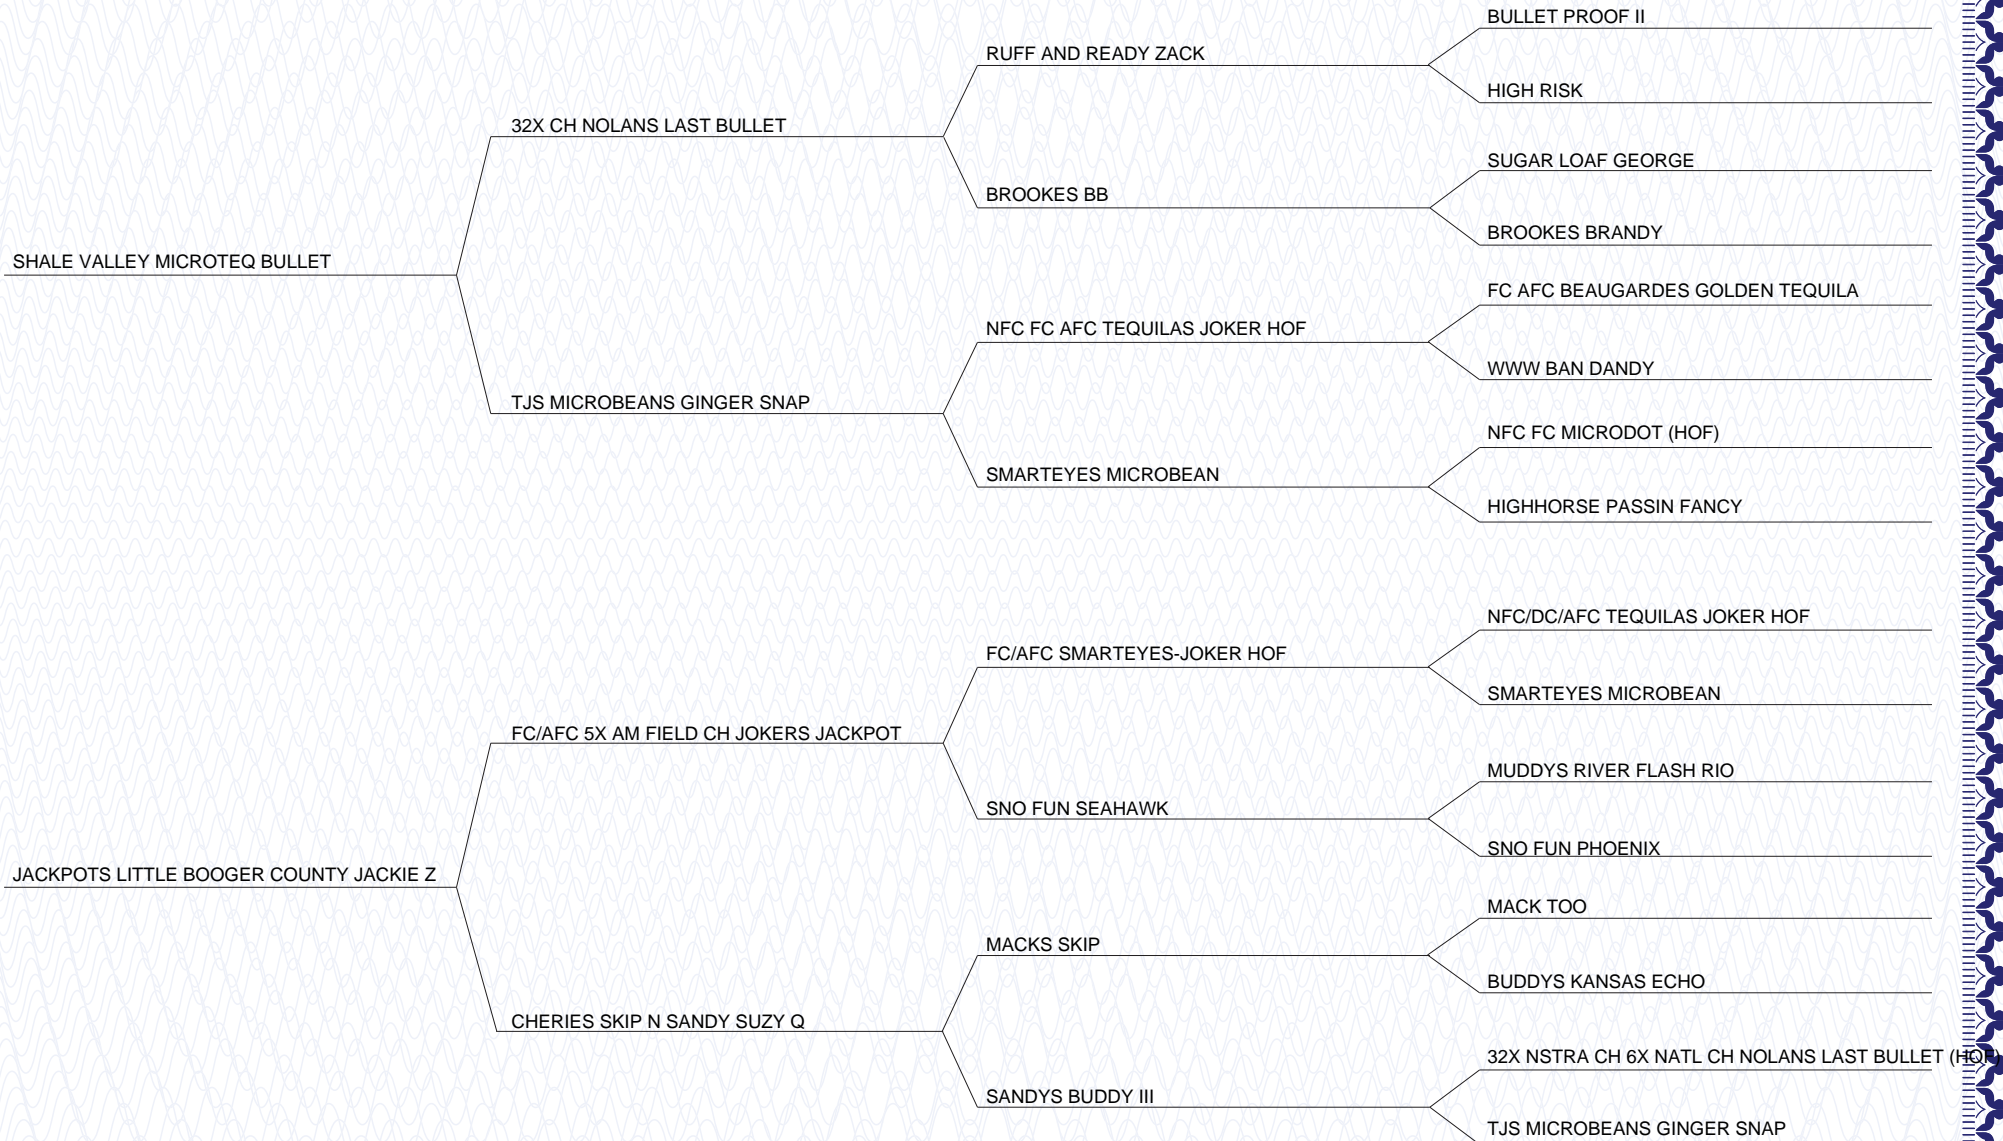 BULLET PROOF II
RUFF AND READY ZACK
HIGH RISK
32X CH NOLANS LAST BULLET
SUGAR LOAF GEORGE
BROOKES BB
BROOKES BRANDY
SHALE VALLEY MICROTEQ BULLET
FC AFC BEAUGARDES GOLDEN TEQUILA
NFC FC AFC TEQUILAS JOKER HOF
WWW BAN DANDY
TJS MICROBEANS GINGER SNAP
NFC FC MICRODOT (HOF)
SMARTEYES MICROBEAN
HIGHHORSE PASSIN FANCY
NFC/DC/AFC TEQUILAS JOKER HOF
FC/AFC SMARTEYES-JOKER HOF
SMARTEYES MICROBEAN
FC/AFC 5X AM FIELD CH JOKERS JACKPOT
MUDDYS RIVER FLASH RIO
SNO FUN SEAHAWK
SNO FUN PHOENIX
JACKPOTS LITTLE BOOGER COUNTY JACKIE Z
MACK TOO
MACKS SKIP
BUDDYS KANSAS ECHO
CHERIES SKIP N SANDY SUZY Q
32X NSTRA CH 6X NATL CH NOLANS LAST BULLET (HOF)
SANDYS BUDDY III
TJS MICROBEANS GINGER SNAP